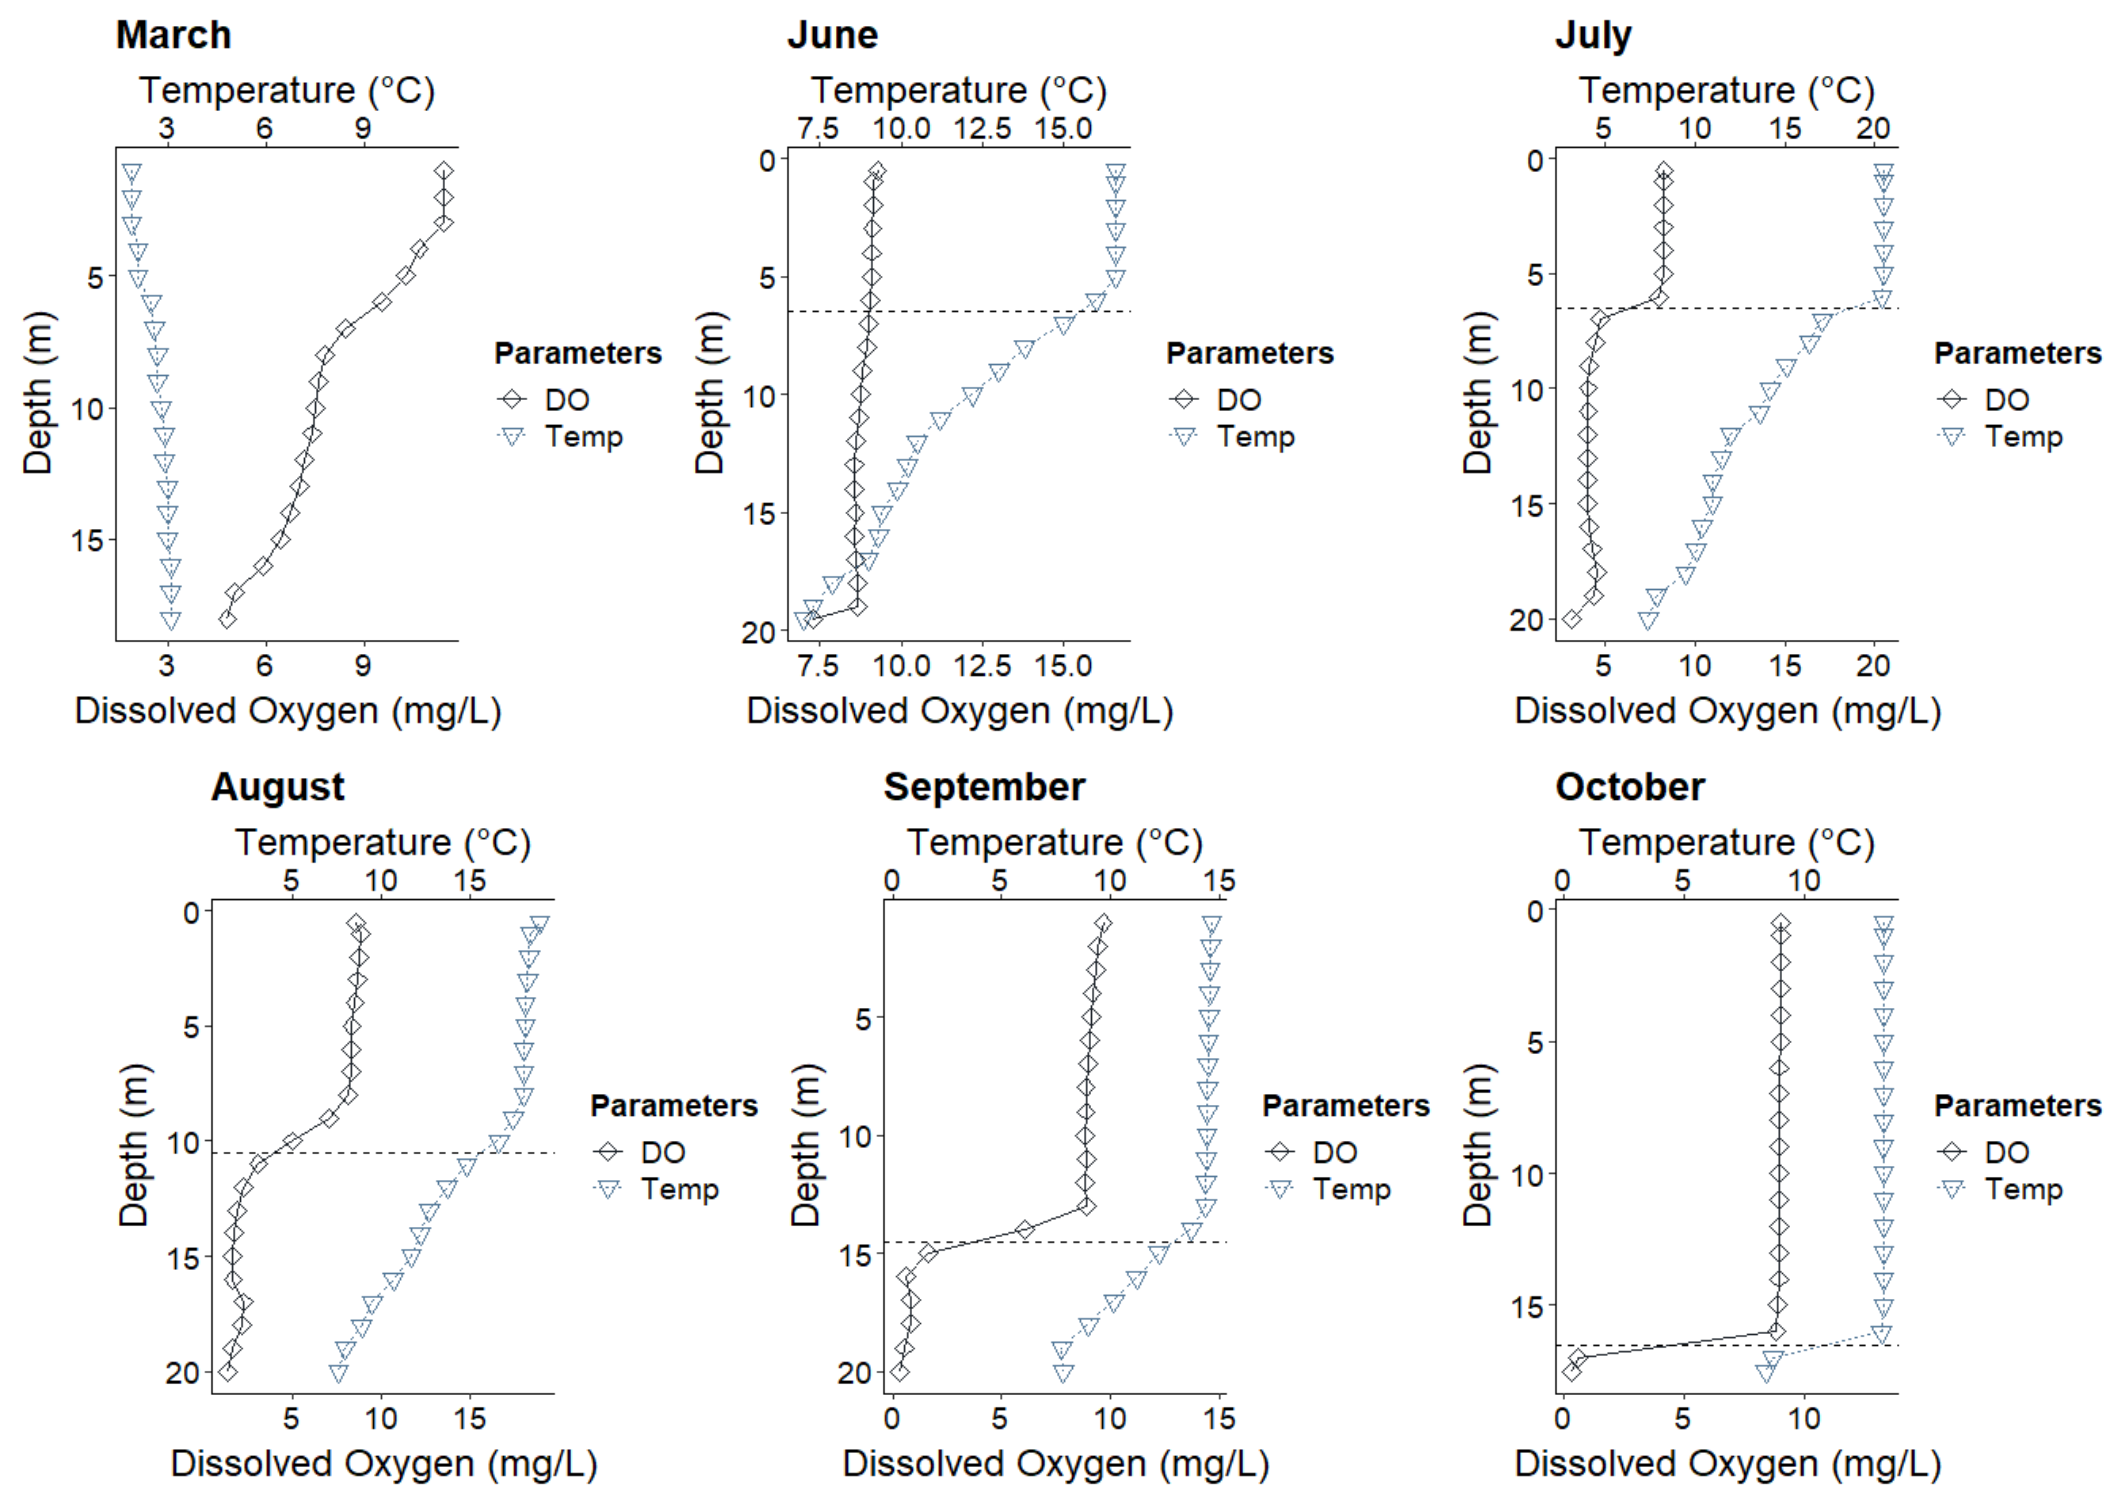 March
Temperature (°C)
3 6 9
Depth (m)
5
10
15
3 6 9
Dissolved Oxygen (mg/L)
Parameters
DO
Temp
June
Temperature (°C)
7.5 10.0 12.5 15.0
Depth (m)
0
5
10
15
20
7.5 10.0 12.5 15.0
Dissolved Oxygen (mg/L)
Parameters
DO
Temp
July
Temperature (°C)
5 10 15 20
Depth (m)
0
5
10
15
20
5 10 15 20
Dissolved Oxygen (mg/L)
Parameters
DO
Temp
August
Temperature (°C)
5 10 15
Depth (m)
0
5
10
15
20
5 10 15
Dissolved Oxygen (mg/L)
Parameters
DO
Temp
September
Temperature (°C)
0 5 10 15
Depth (m)
5
10
15
20
0 5 10 15
Dissolved Oxygen (mg/L)
Parameters
DO
Temp
October
Temperature (°C)
0 5 10
Depth (m)
0
5
10
15
0 5 10
Dissolved Oxygen (mg/L)
Parameters
DO
Temp